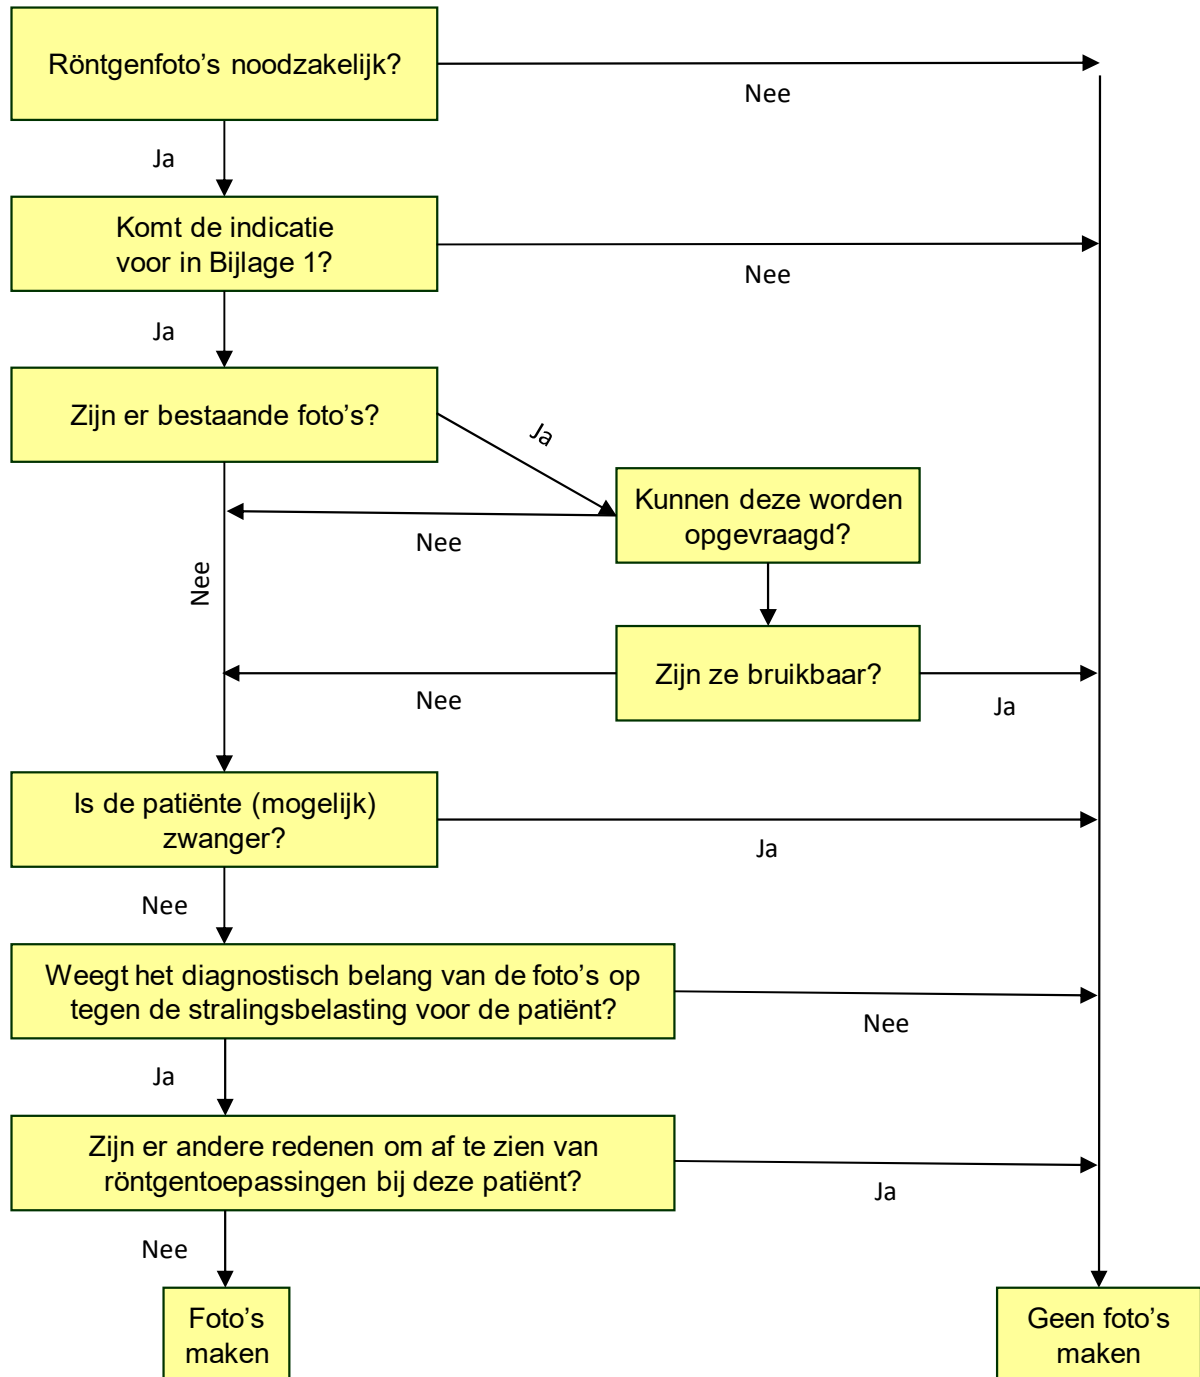 Röntgenfoto’s noodzakelijk?
Nee
Ja
Komt de indicatie
voor in Bijlage 1?
Nee
Ja
Zijn er bestaande foto’s?
Ja
Kunnen deze worden
opgevraagd?
Nee
Nee
Zijn ze bruikbaar?
Nee
Ja
Is de patiënte (mogelijk)
zwanger?
Ja
Nee
Weegt het diagnostisch belang van de foto’s op
tegen de stralingsbelasting voor de patiënt?
Nee
Ja
Zijn er andere redenen om af te zien van
röntgentoepassingen bij deze patiënt?
Ja
Nee
Foto’s
maken
Geen foto’s
maken